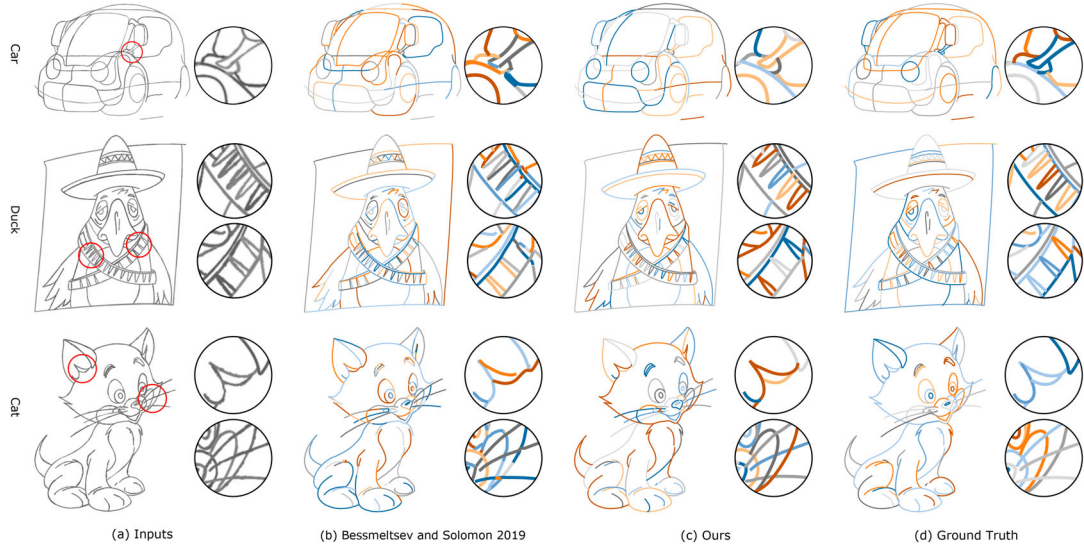 Car
Duck
Cat
(a) Inputs
(b) Bessmeltsev and Solomon 2019
(c) Ours
(d) Ground Truth